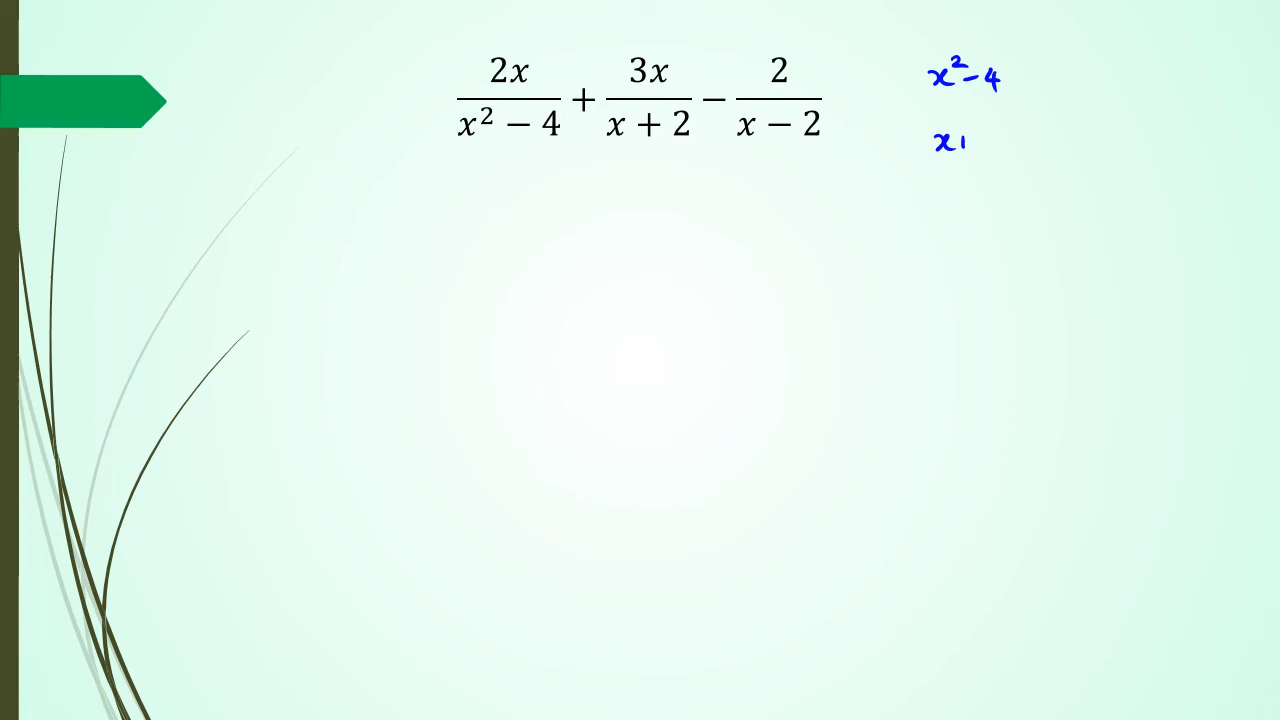 2x/(x² − 4) + 3x/(x + 2) − 2/(x − 2)
x² − 4
x